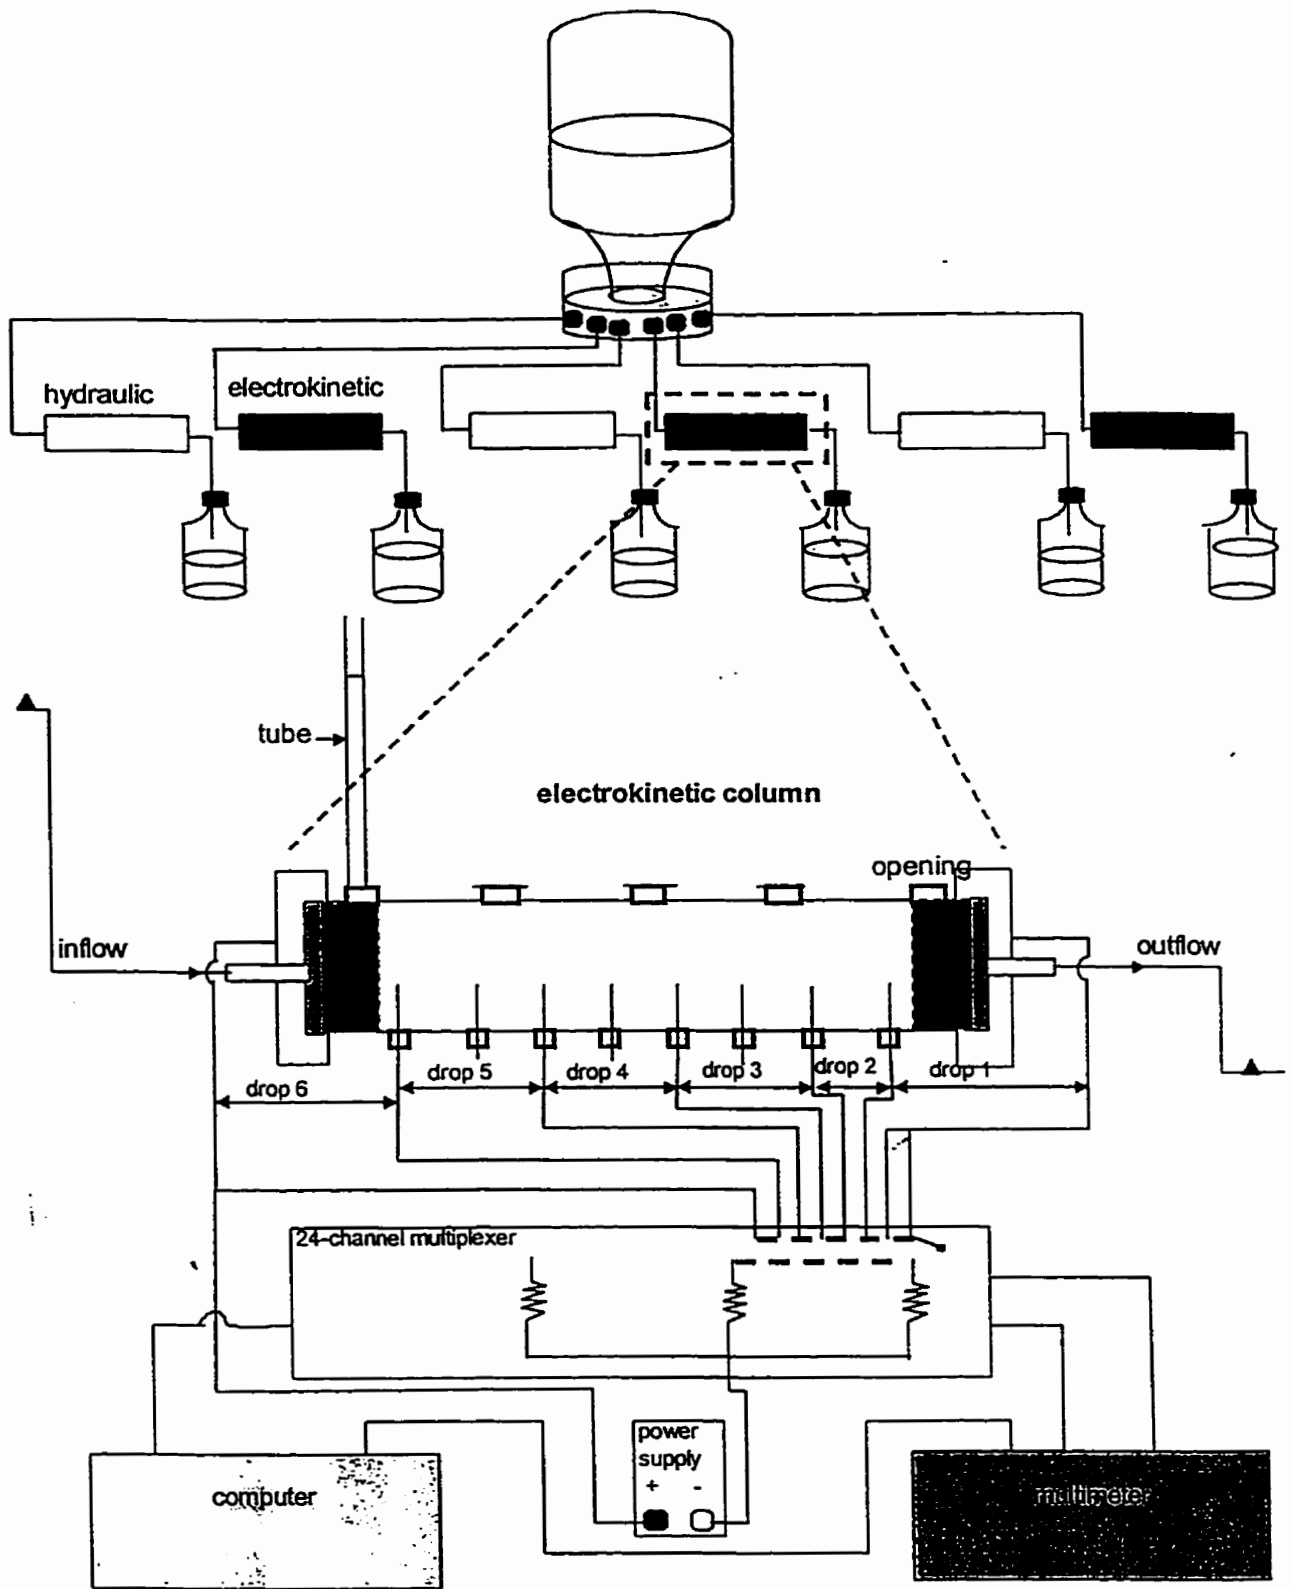 hydraulic
electrokinetic
tube
electrokinetic column
opening
inflow
outflow
drop 6
drop 5
drop 4
drop 3
drop 2
drop 1
24-channel multiplexer
power
supply
+ -
computer
multimeter